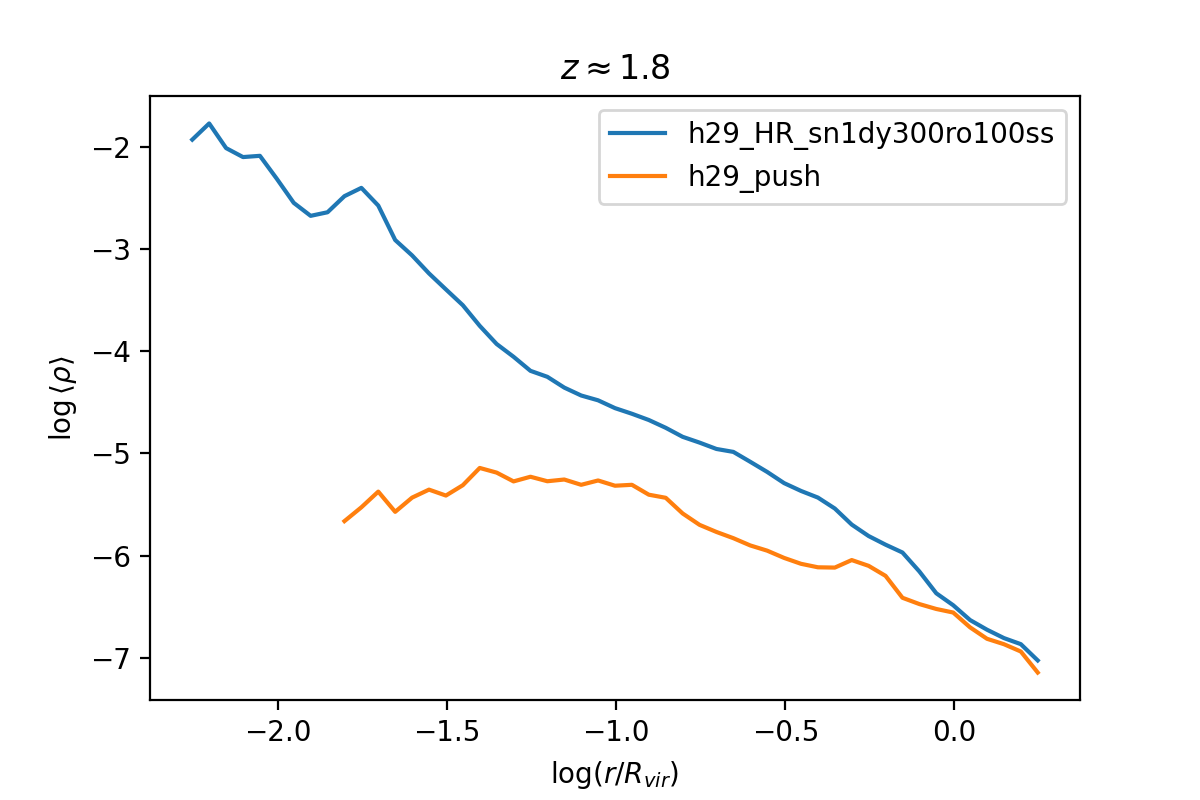 z ≈ 1.8
h29_HR_sn1dy300ro100ss
h29_push
log ⟨ρ⟩
−2
−3
−4
−5
−6
−7
−2.0 −1.5 −1.0 −0.5 0.0
log(r/R_vir)